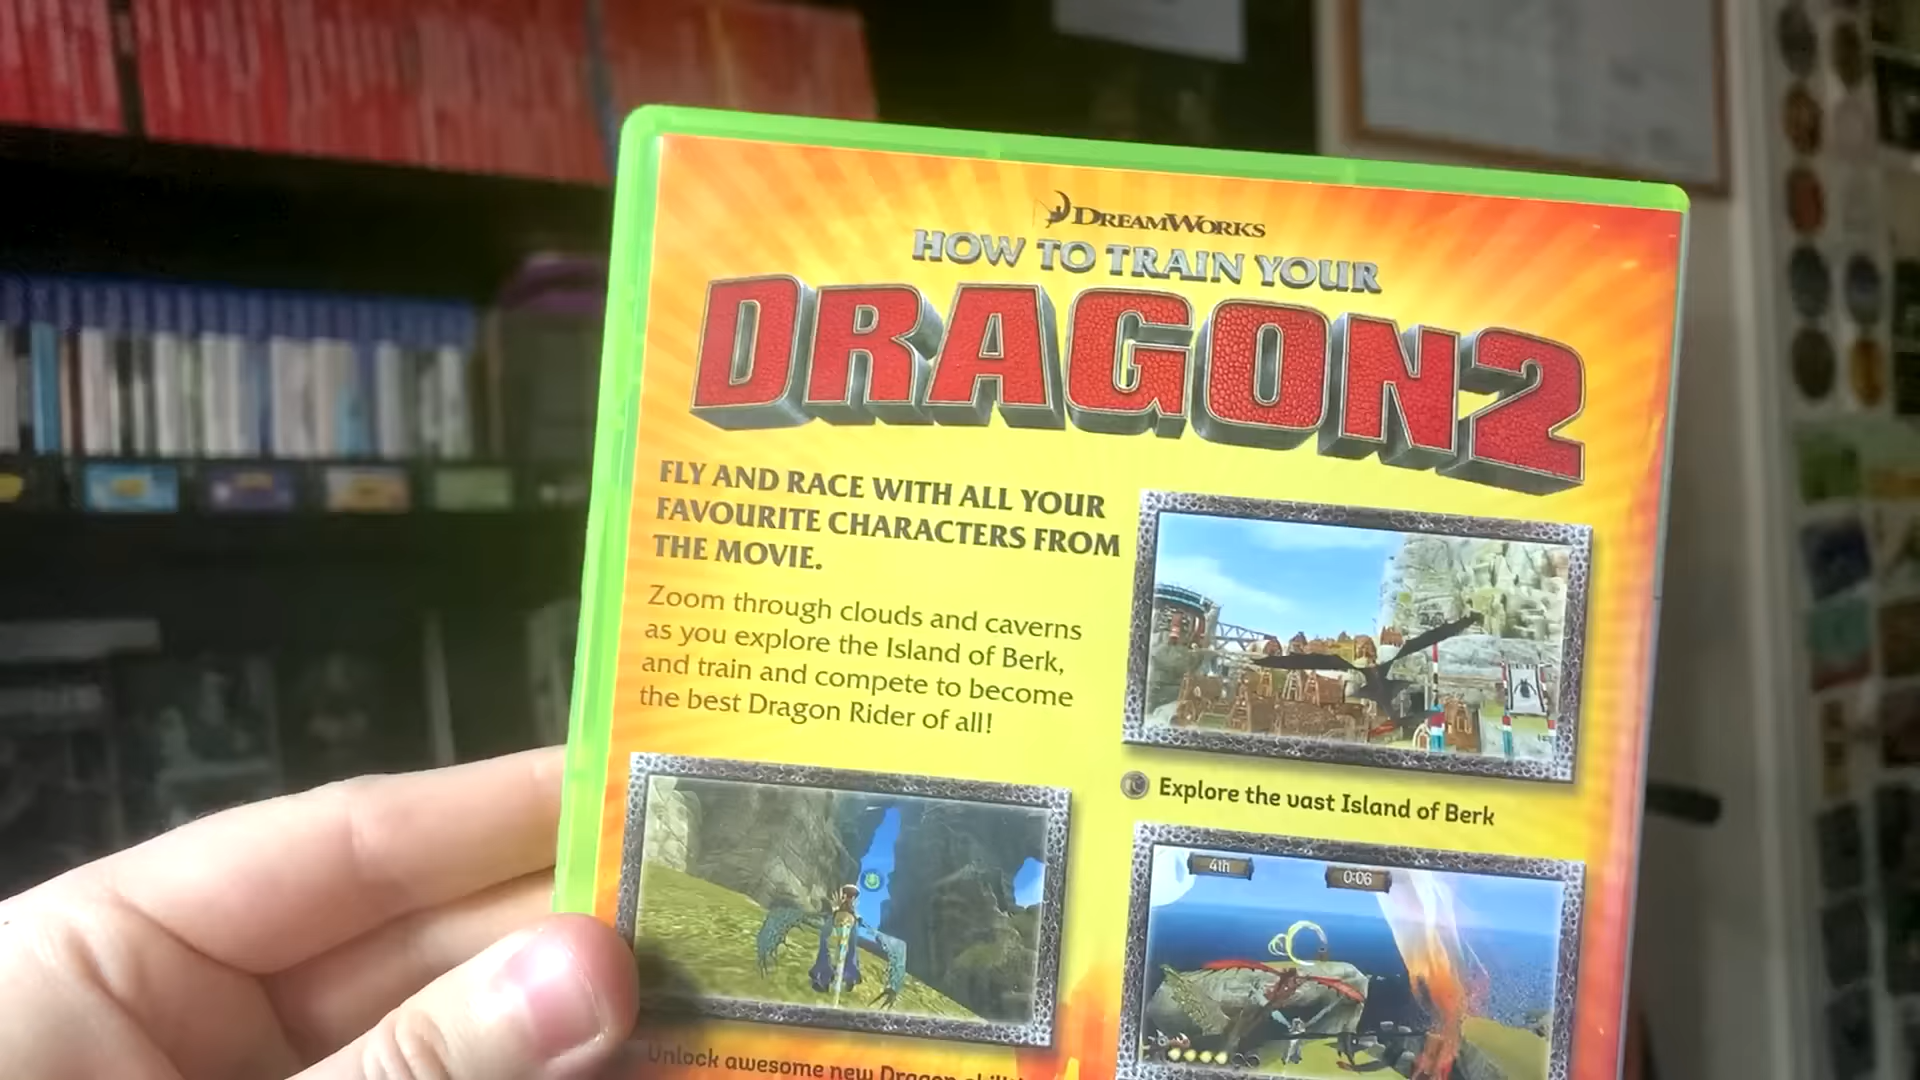 DREAMWORKS
HOW TO TRAIN YOUR
DRAGON 2
FLY AND RACE WITH ALL YOUR
FAVOURITE CHARACTERS FROM
THE MOVIE.
Zoom through clouds and caverns
as you explore the Island of Berk,
and train and compete to become
the best Dragon Rider of all!
Explore the vast Island of Berk
4th
0:06
Unlock awesome new Dragon